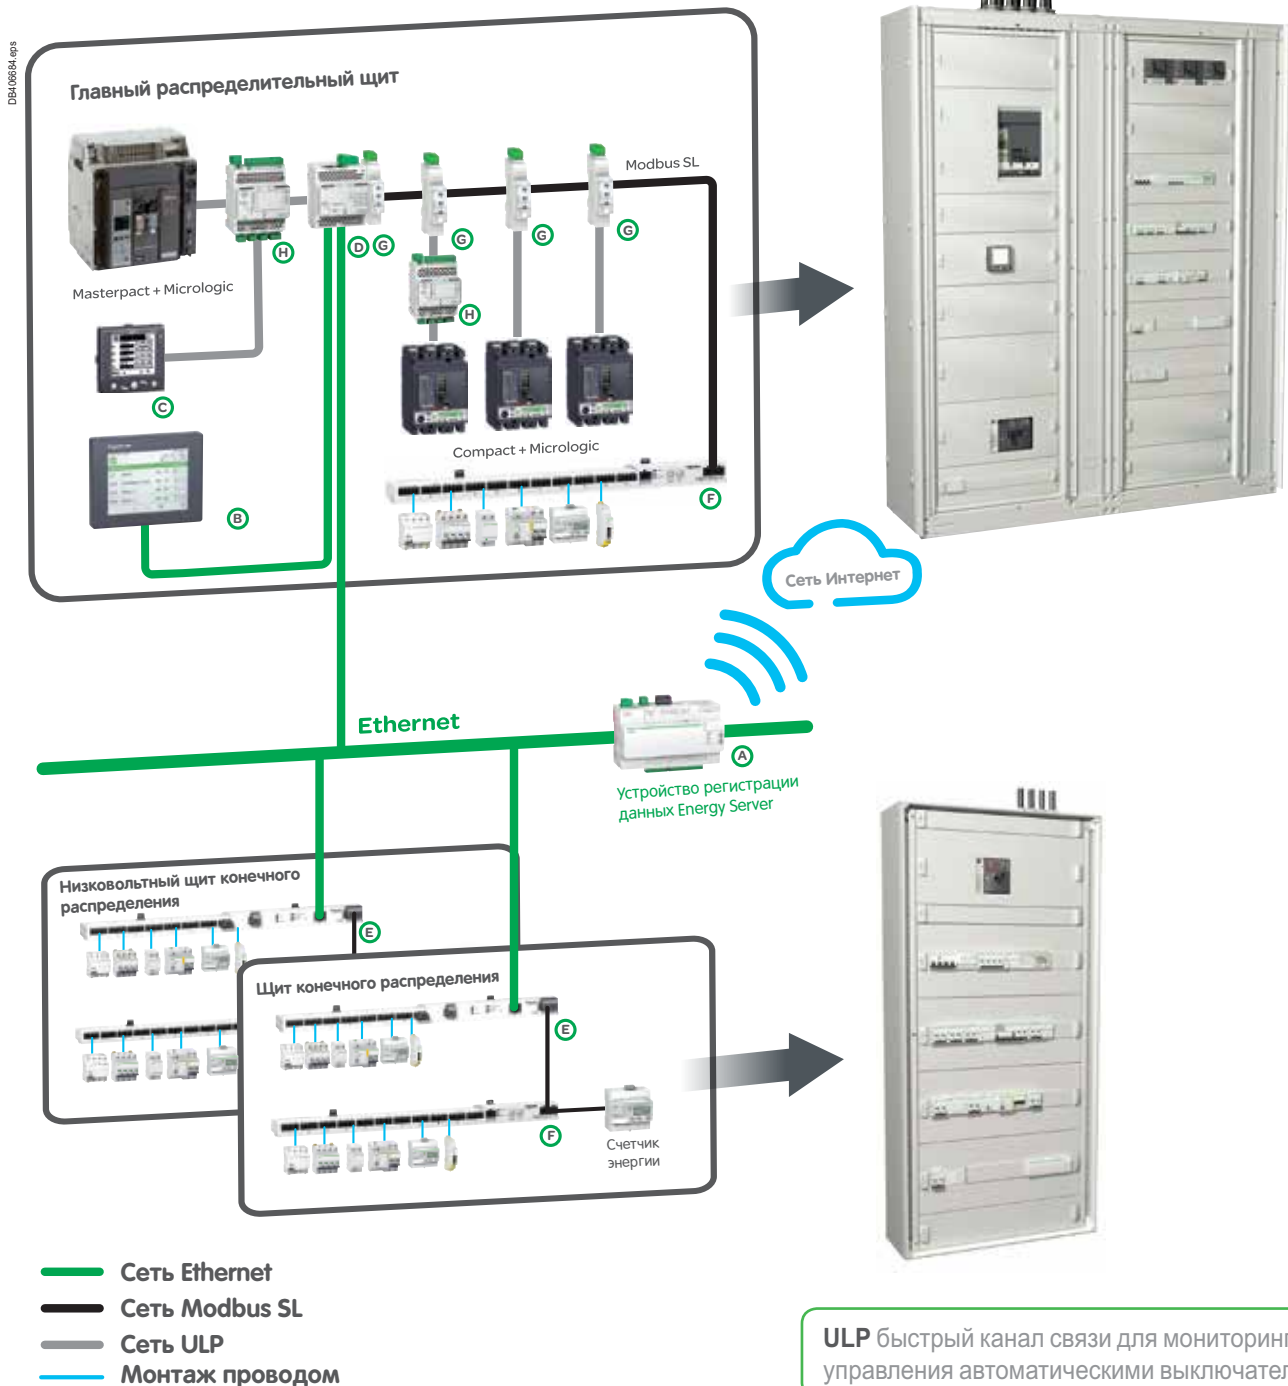 DB406684.eps
Главный распределительный щит
Modbus SL
H
D
G
G
G
G
Masterpact + Micrologic
H
C
Compact + Micrologic
B
F
Сеть Интернет
Ethernet
A
Устройство регистрации
данных Energy Server
Низковольтный щит конечного
распределения
E
Щит конечного распределения
E
F
Счетчик
энергии
Сеть Ethernet
Сеть Modbus SL
Сеть ULP
Монтаж проводом
ULP быстрый канал связи для мониторинг
управления автоматическими выключател